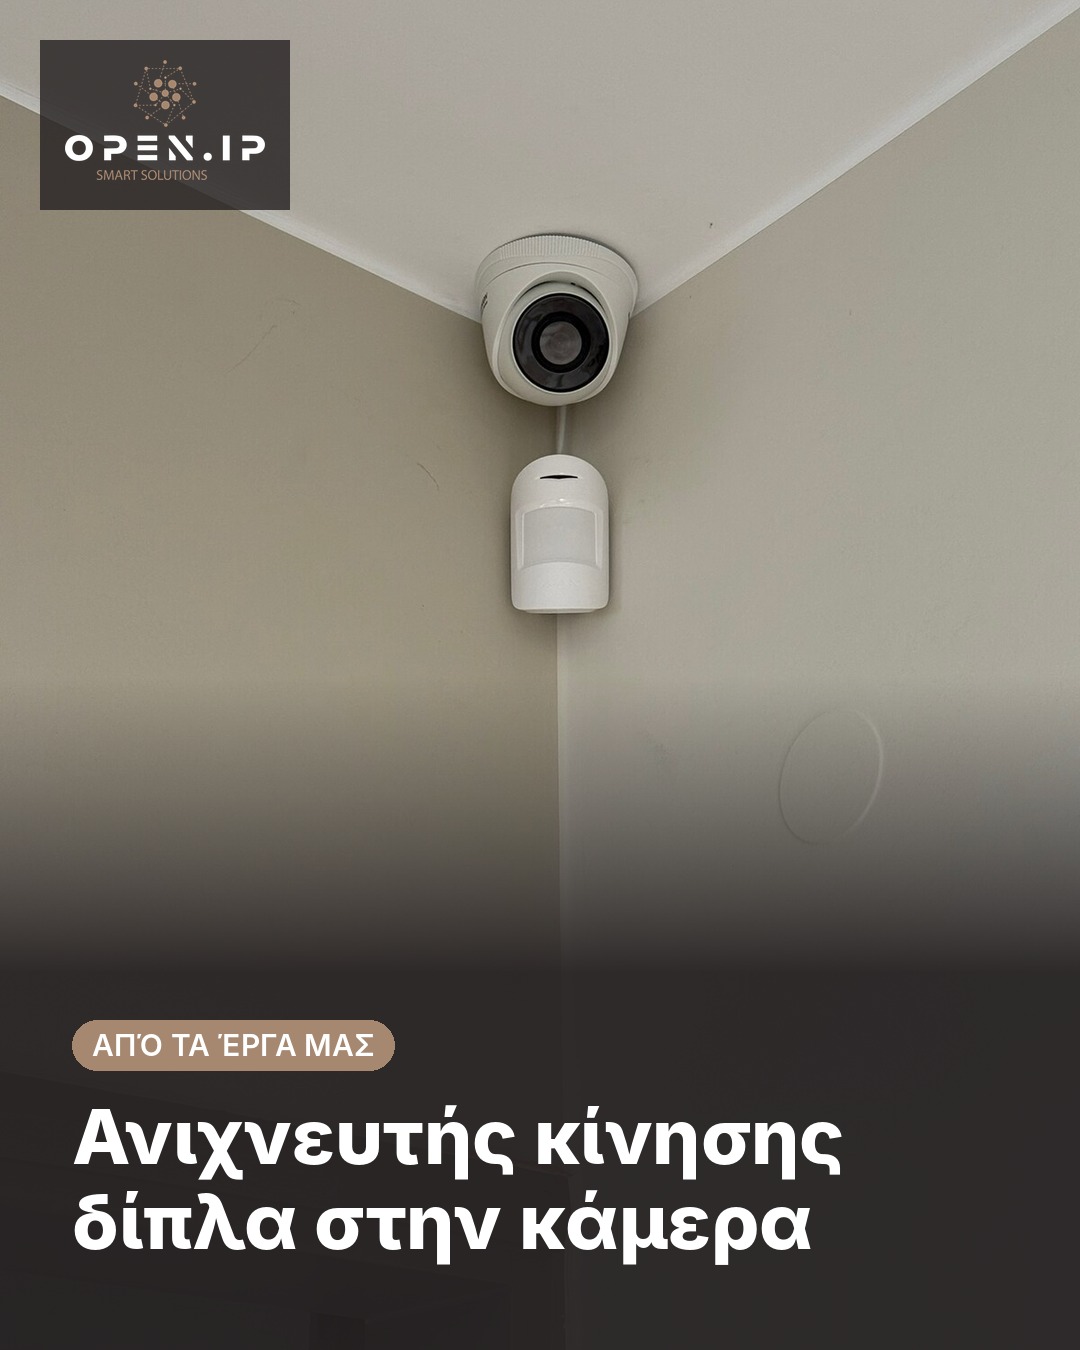 OPEN.IP
SMART SOLUTIONS
ΑΠΌ ΤΑ ΈΡΓΑ ΜΑΣ
Ανιχνευτής κίνησης
δίπλα στην κάμερα